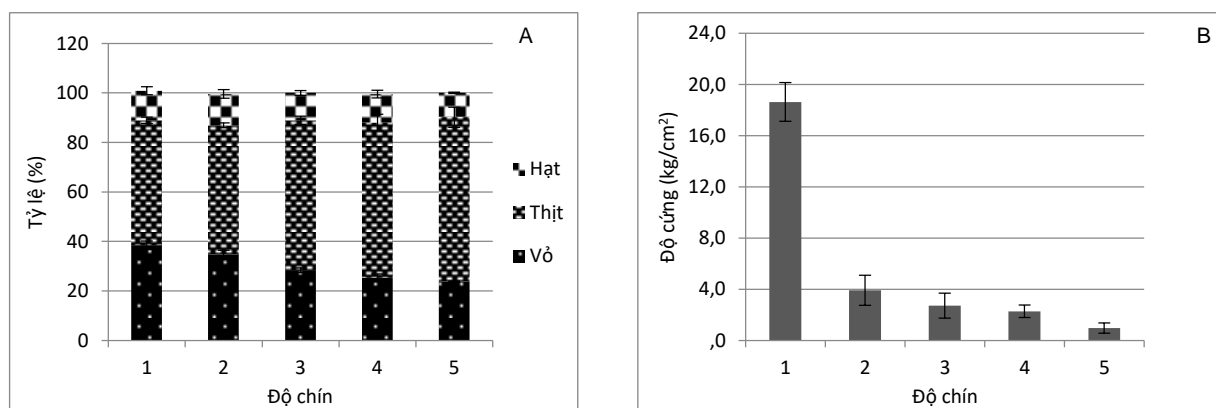 A
Tỷ lệ (%)
120
100
80
60
40
20
0
1 2 3 4 5
Độ chín
Hạt
Thịt
Vỏ
B
Độ cứng (kg/cm²)
24,0
20,0
16,0
12,0
8,0
4,0
,0
1 2 3 4 5
Độ chín